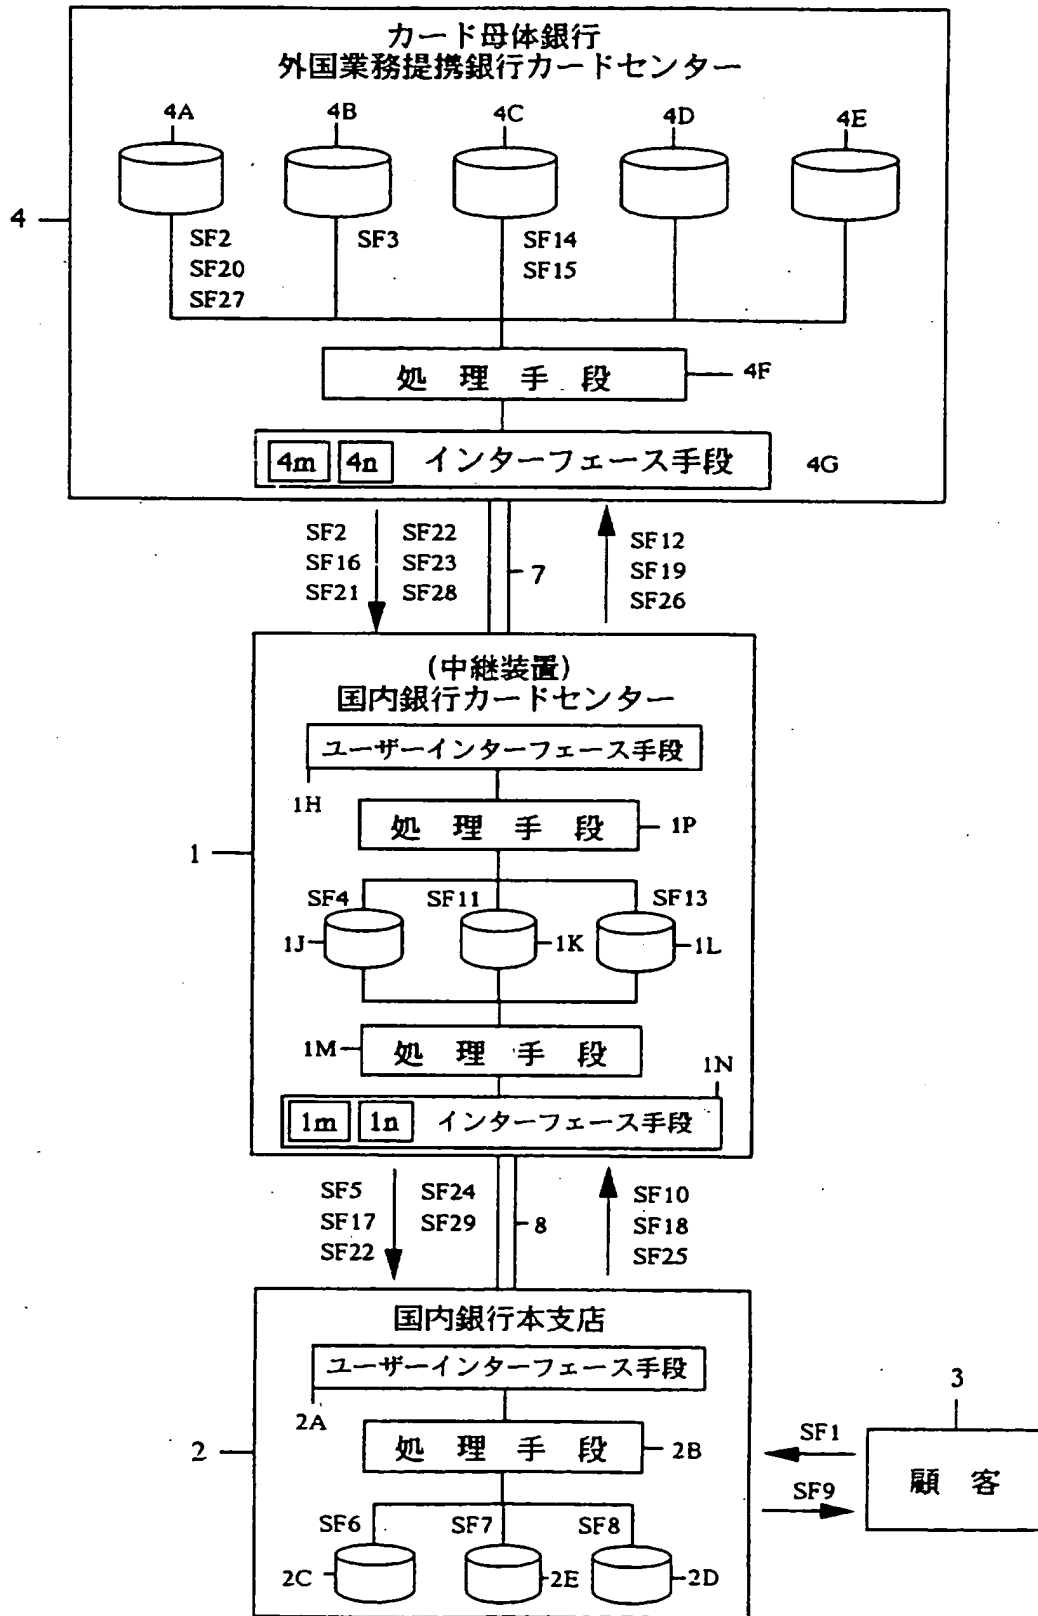 カード母体銀行
外国業務提携銀行カードセンター
4A
4B
4C
4D
4E
4
SF2
SF20
SF27
SF3
SF14
SF15
処理手段
4F
4m
4n
インターフェース手段
4G
SF2
SF16
SF21
SF22
SF23
SF28
7
SF12
SF19
SF26
(中継装置)
国内銀行カードセンター
ユーザーインターフェース手段
1H
処理手段
1P
1
SF4
SF11
SF13
1J
1K
1L
1M
処理手段
1N
1m
1n
インターフェース手段
SF5
SF17
SF22
SF24
SF29
8
SF10
SF18
SF25
国内銀行本支店
ユーザーインターフェース手段
2A
処理手段
2B
2
SF1
SF9
3
顧客
SF6
SF7
SF8
2C
2E
2D